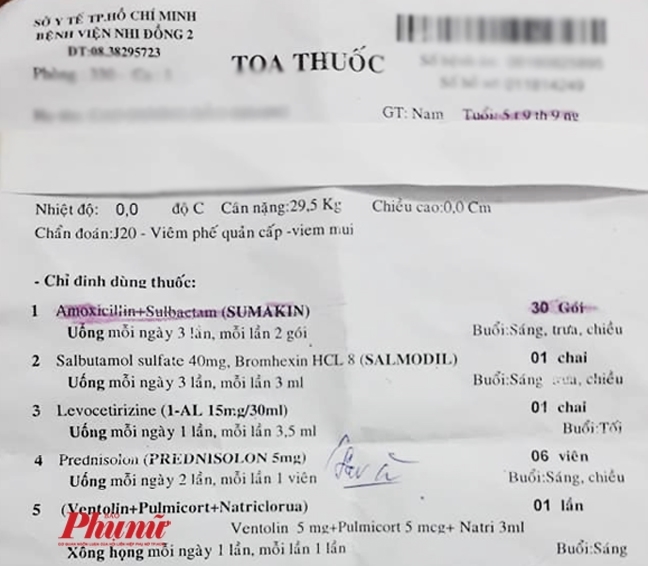 SỞ Y TẾ TP.HỒ CHÍ MINH
BỆNH VIỆN NHI ĐỒNG 2
ĐT:08.38295723
TOA THUỐC
GT: Nam Tuổi: 5 t 9 th 9 ng
Nhiệt độ: 0,0 độ C Cân nặng:29,5 Kg Chiều cao:0,0 Cm
Chẩn đoán:J20 - Viêm phế quản cấp -viem mui
- Chỉ đinh dùng thuốc:
1 Amoxicillin+Sulbactam (SUMAKIN) 30 Gói
Uống mỗi ngày 3 lần, mỗi lần 2 gói Buổi:Sáng, trưa, chiều
2 Salbutamol sulfate 40mg, Bromhexin HCL 8 (SALMODIL) 01 chai
Uống mỗi ngày 3 lần, mỗi lần 3 ml Buổi:Sáng trưa, chiều
3 Levocetirizine (1-AL 15mg/30ml) 01 chai
Uống mỗi ngày 1 lần, mỗi lần 3,5 ml Buổi:Tối
4 Prednisolon (PREDNISOLON 5mg) 06 viên
Uống mỗi ngày 2 lần, mỗi lần 1 viên Buổi:Sáng, chiều
5 (Ventolin+Pulmicort+Natriclorua) 01 lần
BÁO
Phụ nữ
Ventolin 5 mg+Pulmicort 5 mcg+ Natri 3ml
Xông họng mỗi ngày 1 lần, mỗi lần 1 lần Buổi:Sáng